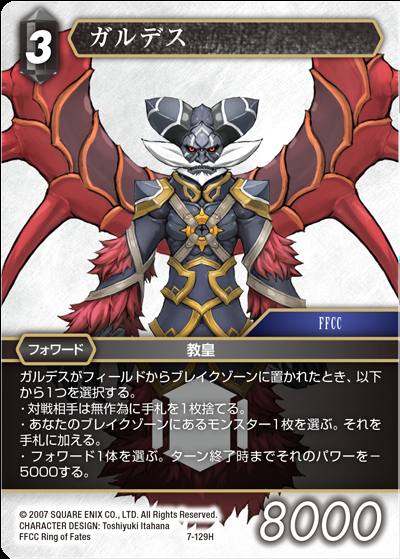 3
ガルデス
FFCC
フォワード
教皇
ガルデスがフィールドからブレイクゾーンに置かれたとき、以下
から1つを選択する。
・対戦相手は無作為に手札を1枚捨てる。
・あなたのブレイクゾーンにあるモンスター1枚を選ぶ。それを
手札に加える。
・フォワード1体を選ぶ。ターン終了時までそれのパワーを－
5000する。
© 2007 SQUARE ENIX CO., LTD. All Rights Reserved.
CHARACTER DESIGN: Toshiyuki Itahana
FFCC Ring of Fates
7-129H
8000